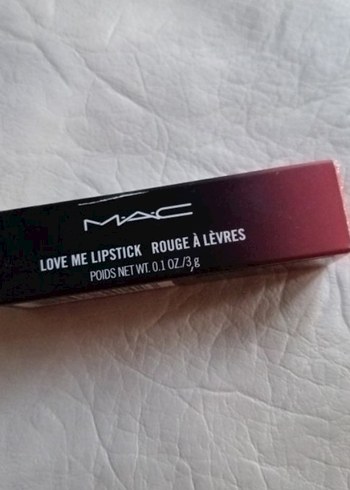 M·A·C
LOVE ME LIPSTICK ROUGE À LÈVRES
POIDS NET WT. 0.1 OZ./3 g